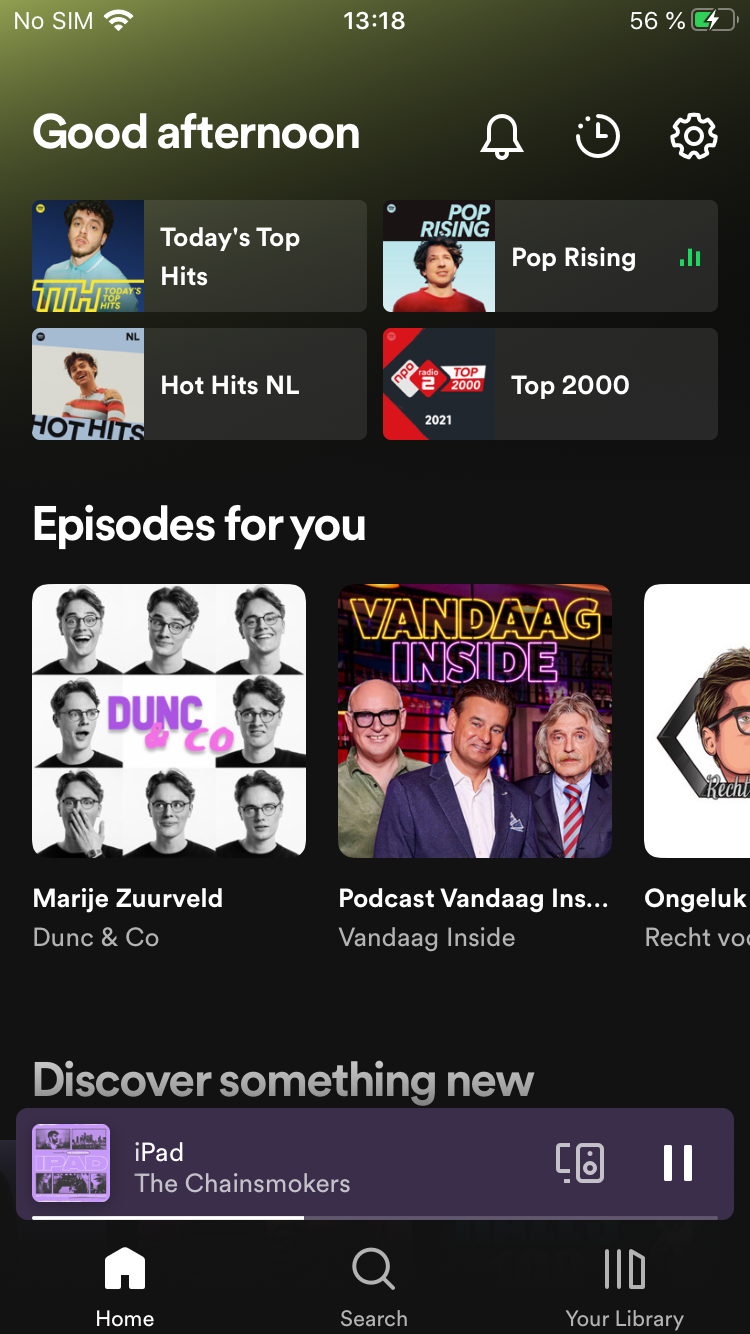 No SIM 13:18 56 %
Good afternoon
TTH TODAY'S
TOP
HITS
Today's Top
Hits
POP
RISING
Pop Rising
NL
HOT HITS
Hot Hits NL
npo radio 2 TOP
2000
2021
Top 2000
Episodes for you
DUNC
& CO
VANDAAG
INSIDE
Recht
Marije Zuurveld
Podcast Vandaag Ins...
Ongeluk
Dunc & Co
Vandaag Inside
Recht voo
Discover something new
IPAD
iPad
The Chainsmokers
Home
Search
Your Library